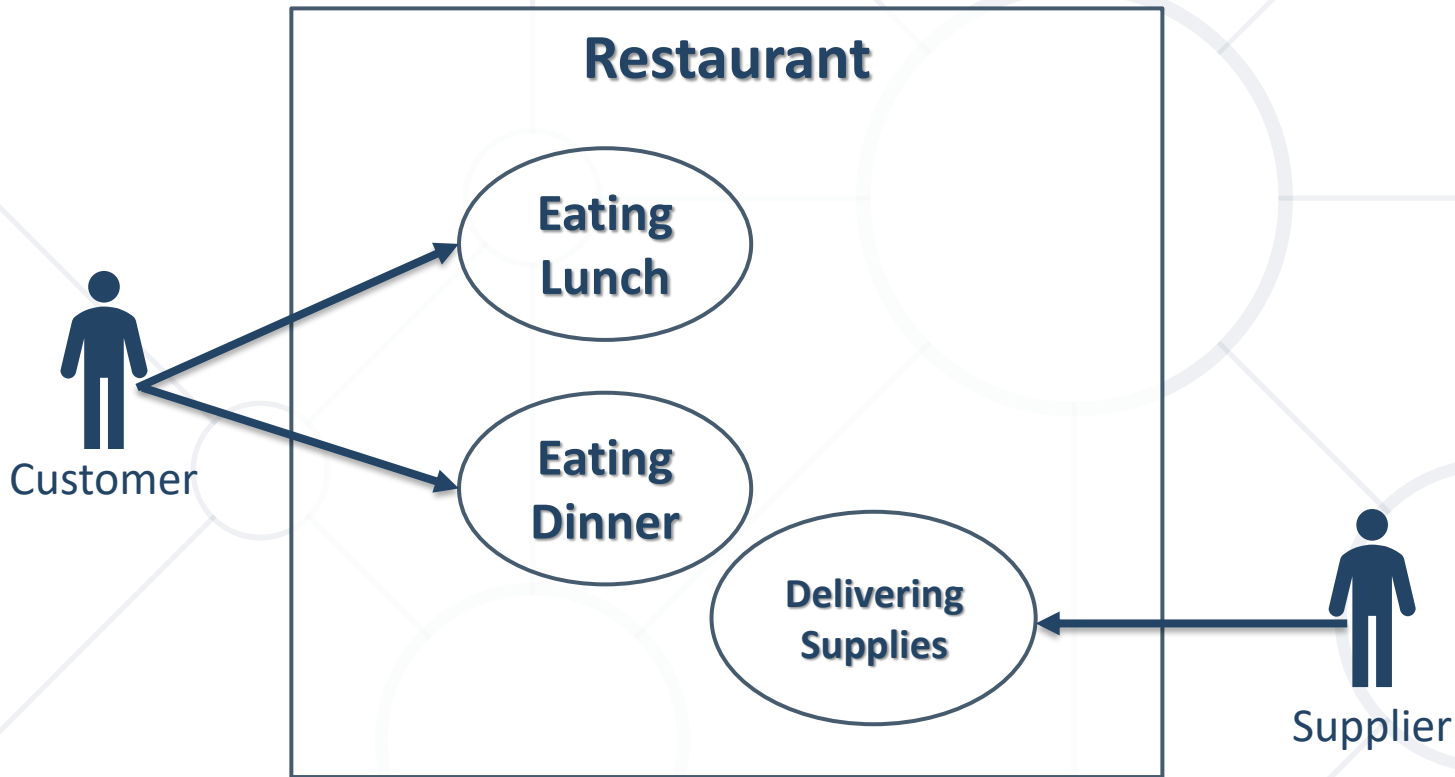 Restaurant
Eating
Lunch
Customer
Eating
Dinner
Delivering
Supplies
Supplier